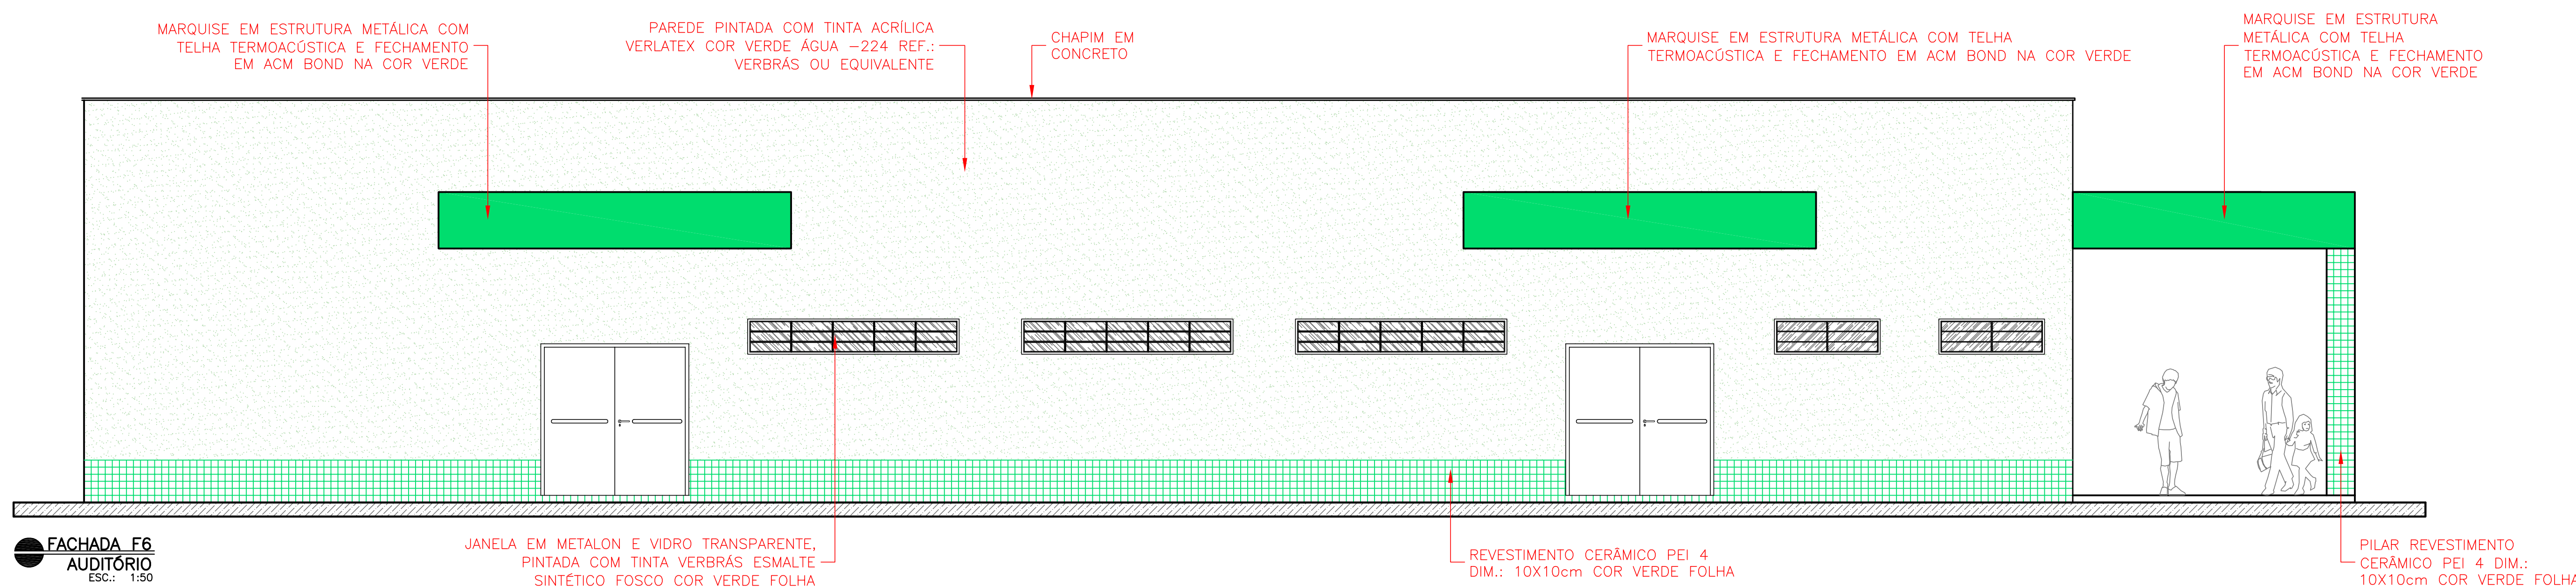 MARQUISE EM ESTRUTURA METÁLICA COM
TELHA TERMOACÚSTICA E FECHAMENTO
EM ACM BOND NA COR VERDE
PAREDE PINTADA COM TINTA ACRÍLICA
VERLATEX COR VERDE ÁGUA -224 REF.:
VERBRÁS OU EQUIVALENTE
CHAPIM EM
CONCRETO
MARQUISE EM ESTRUTURA METÁLICA COM TELHA
TERMOACÚSTICA E FECHAMENTO EM ACM BOND NA COR VERDE
MARQUISE EM ESTRUTURA
METÁLICA COM TELHA
TERMOACÚSTICA E FECHAMENTO
EM ACM BOND NA COR VERDE
FACHADA F6
AUDITÓRIO
ESC.: 1:50
JANELA EM METALON E VIDRO TRANSPARENTE,
PINTADA COM TINTA VERBRÁS ESMALTE
SINTÉTICO FOSCO COR VERDE FOLHA
REVESTIMENTO CERÂMICO PEI 4
DIM.: 10X10cm COR VERDE FOLHA
PILAR REVESTIMENTO
CERÂMICO PEI 4 DIM.:
10X10cm COR VERDE FOLHA